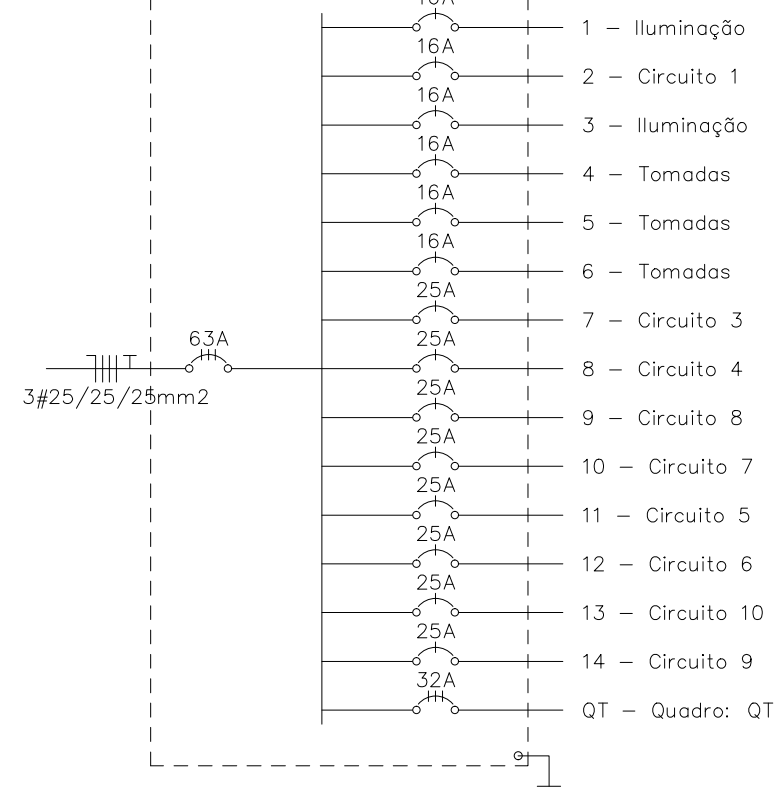 1 – Iluminação
16A
2 – Circuito 1
16A
3 – Iluminação
16A
4 – Tomadas
16A
5 – Tomadas
16A
6 – Tomadas
25A
7 – Circuito 3
63A
25A
8 – Circuito 4
3#25/25/25mm2
25A
9 – Circuito 8
25A
10 – Circuito 7
25A
11 – Circuito 5
25A
12 – Circuito 6
25A
13 – Circuito 10
25A
14 – Circuito 9
32A
QT – Quadro: QT